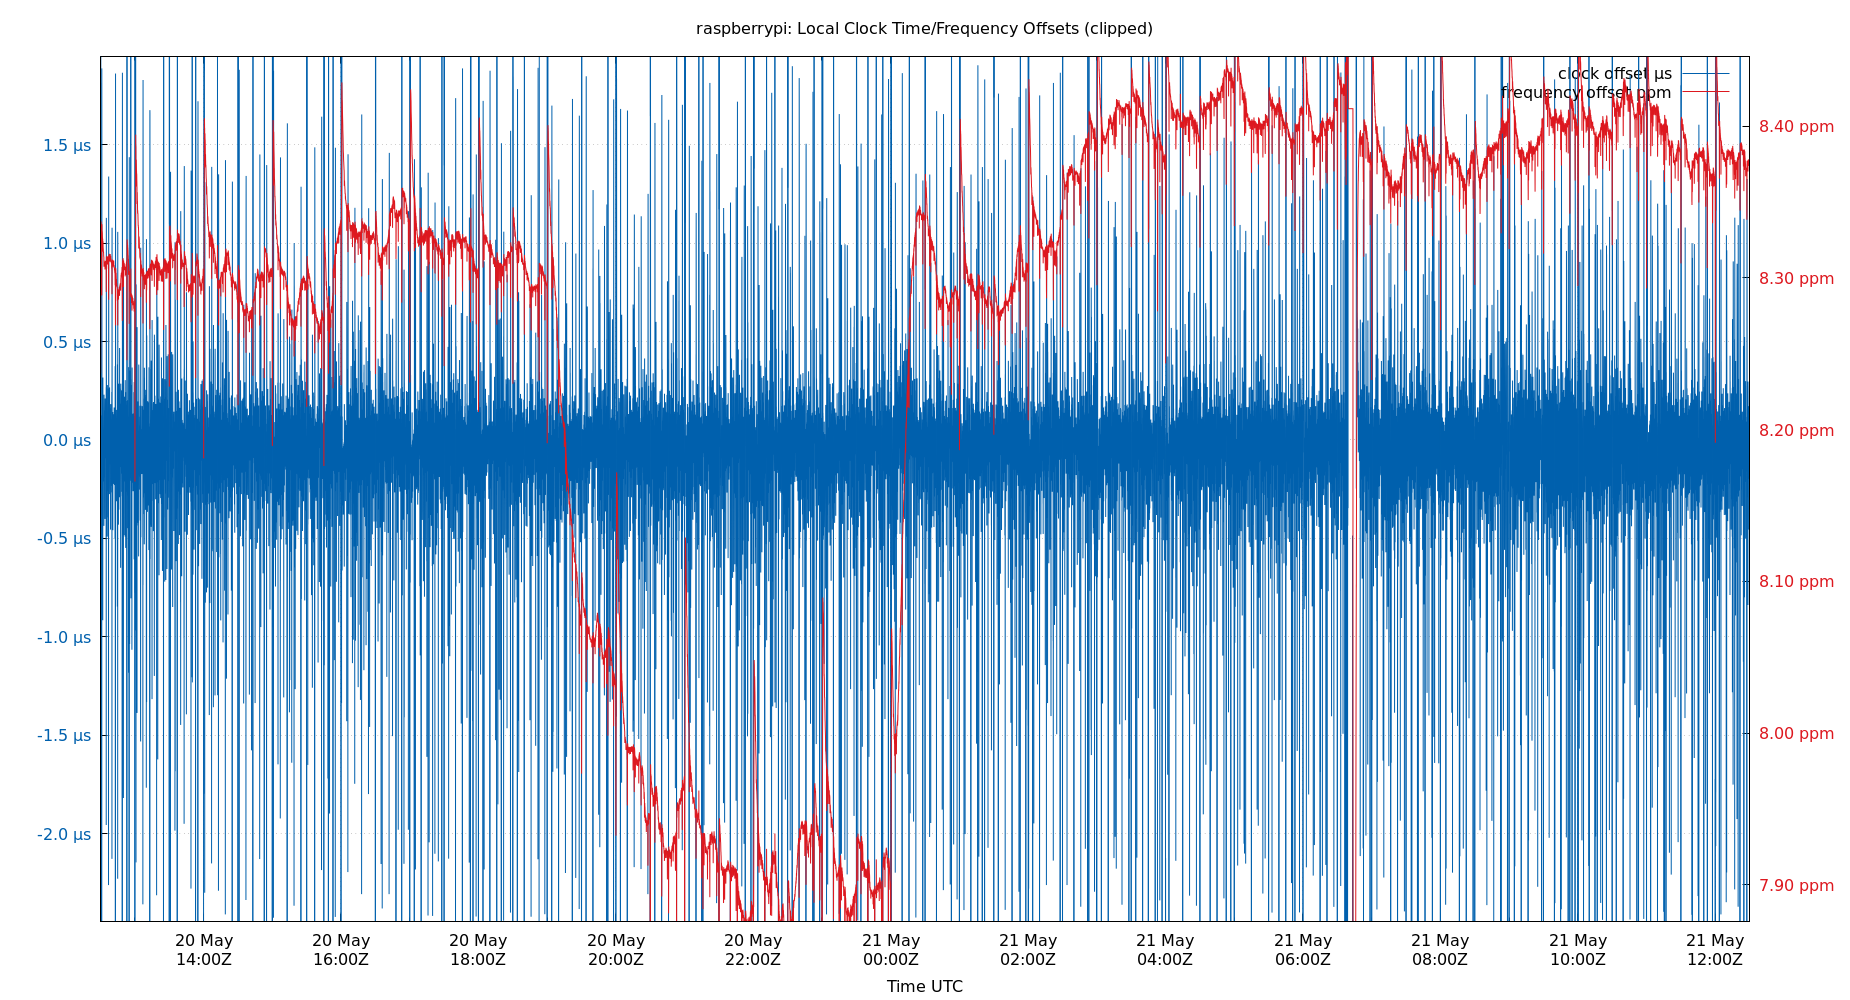 raspberrypi: Local Clock Time/Frequency Offsets (clipped)
clock offset µs
frequency offset ppm
1.5 µs
1.0 µs
0.5 µs
0.0 µs
-0.5 µs
-1.0 µs
-1.5 µs
-2.0 µs
8.40 ppm
8.30 ppm
8.20 ppm
8.10 ppm
8.00 ppm
7.90 ppm
20 May 20 May 20 May 20 May 20 May 21 May 21 May 21 May 21 May 21 May 21 May 21 May
14:00Z 16:00Z 18:00Z 20:00Z 22:00Z 00:00Z 02:00Z 04:00Z 06:00Z 08:00Z 10:00Z 12:00Z
Time UTC